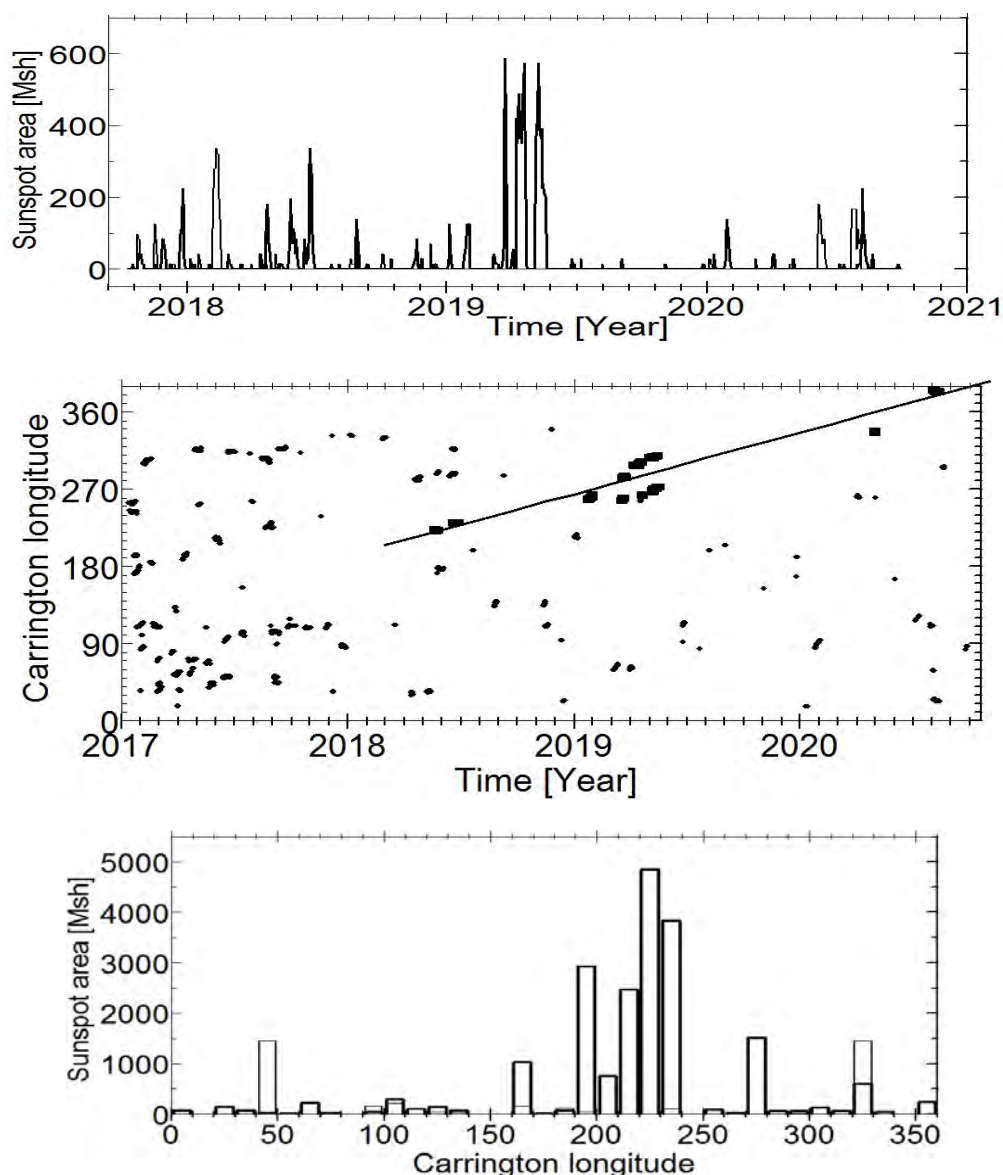 Sunspot area [Msh]
600
400
200
0
2018 2019 2020 2021
Time [Year]
Carrington longitude
360
270
180
90
0
2017 2018 2019 2020
Time [Year]
Sunspot area [Msh]
5000
4000
3000
2000
1000
0
0 50 100 150 200 250 300 350
Carrington longitude